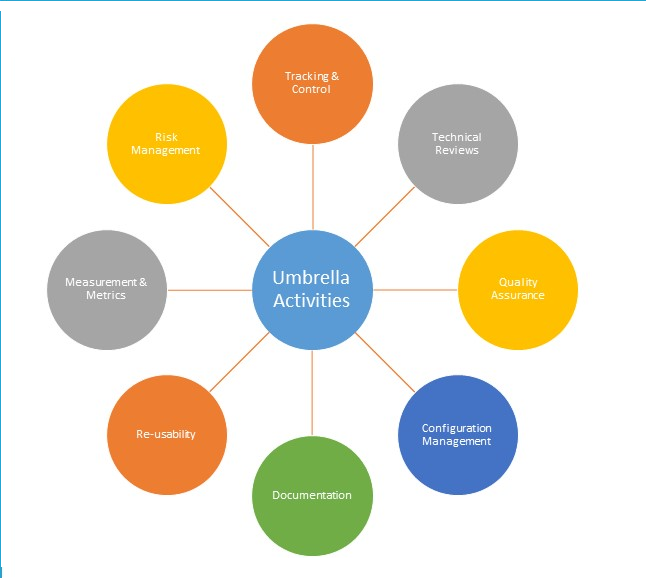 Tracking &
Control
Technical
Reviews
Quality
Assurance
Configuration
Management
Documentation
Re-usability
Measurement &
Metrics
Risk
Management
Umbrella
Activities